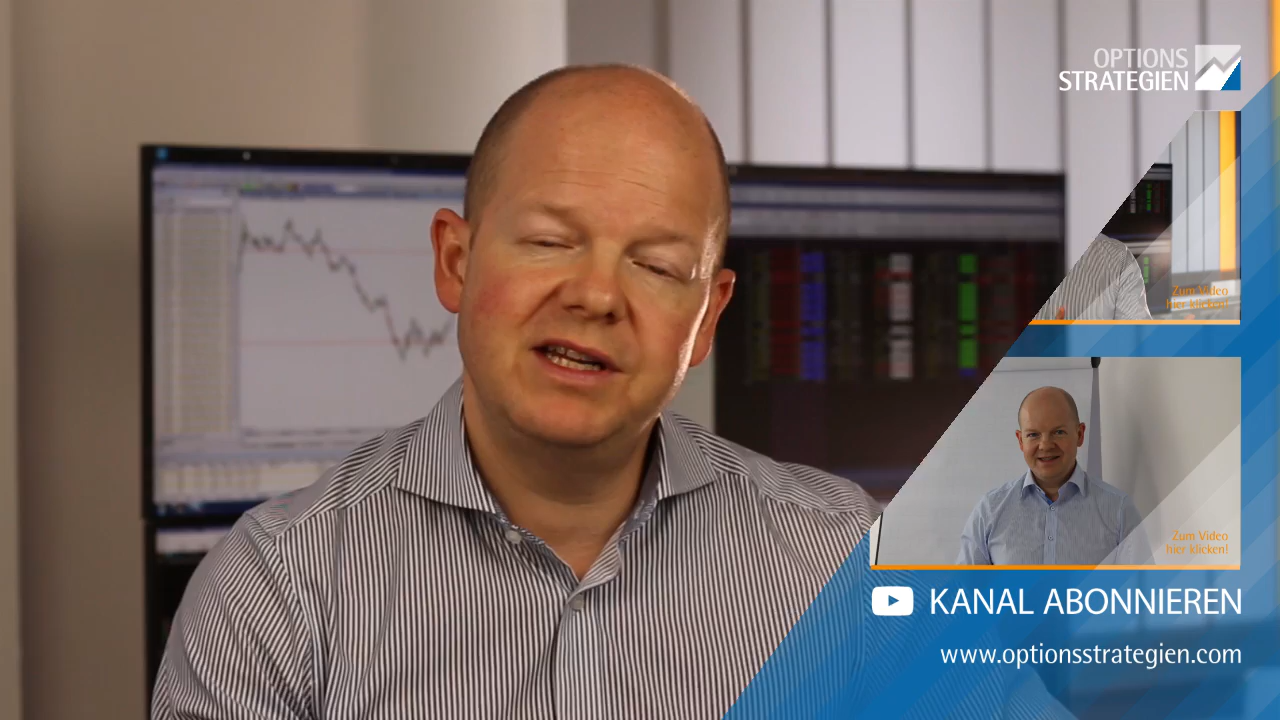 OPTIONS
STRATEGIEN
Zum Video
hier klicken!
Zum Video
hier klicken!
KANAL ABONNIEREN
www.optionsstrategien.com